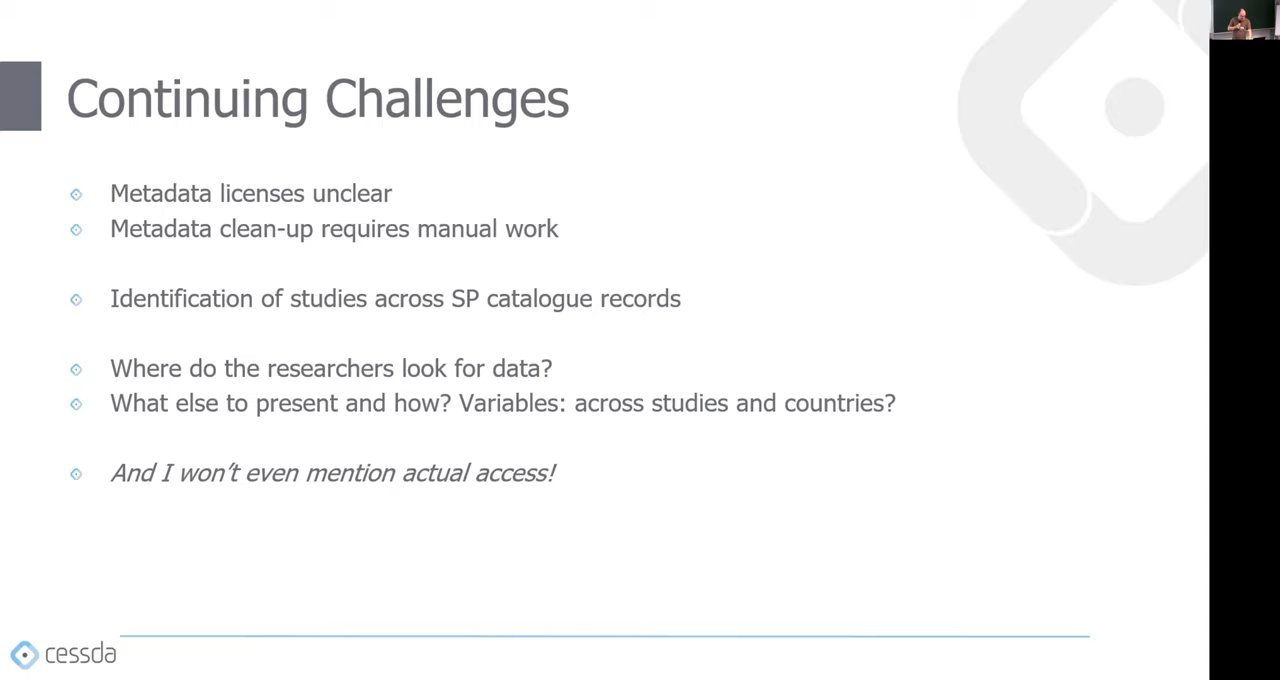 Continuing Challenges
Metadata licenses unclear
Metadata clean-up requires manual work
Identification of studies across SP catalogue records
Where do the researchers look for data?
What else to present and how? Variables: across studies and countries?
And I won't even mention actual access!
cessda